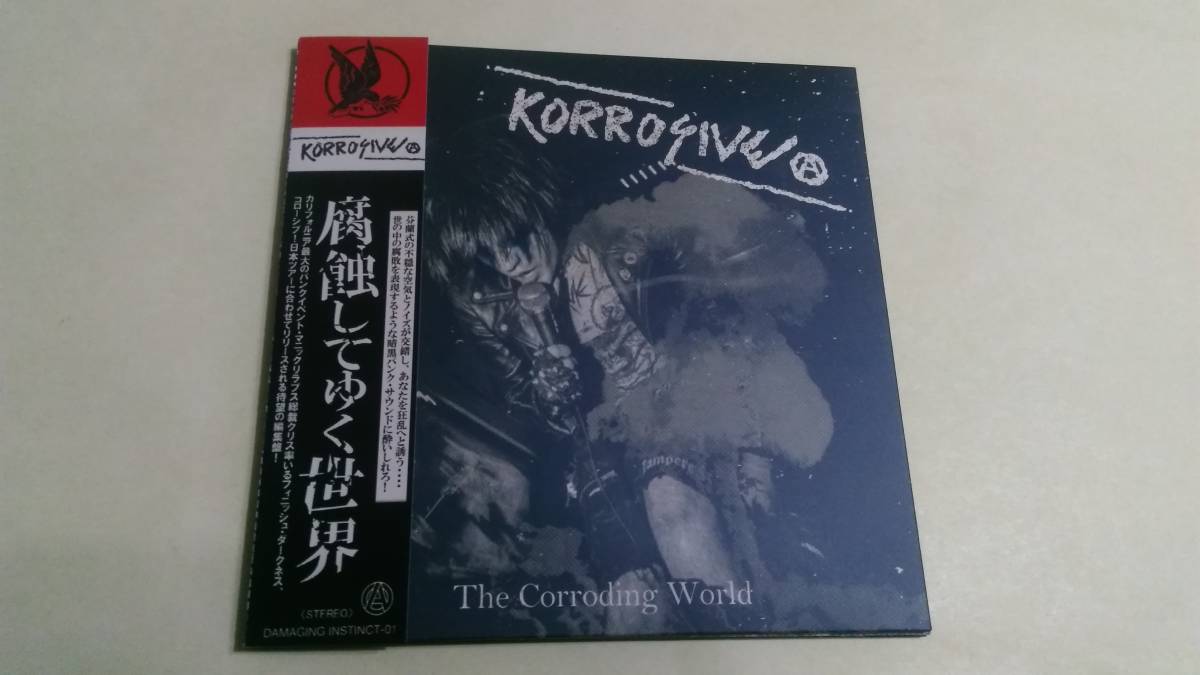 KORROSIVE
腐蝕してゆく世界
カリフォルニア最大のパンクイベント・マニックリラプス総裁クリス率いるフィニッシュ・ダークネス、
コローシブ！日本ツアーに合わせてリリースされる待望の編集盤！
芬蘭式の不穏な空気とノイズが交錯し、あなたを狂乱へと誘う‥‥
世の中の腐敗を表現するような暗黒パンク・サウンドに酔いしれろ！
(STEREO)
DAMAGING INSTINCT-01
KORROSIVE
Tampere
The Corroding World